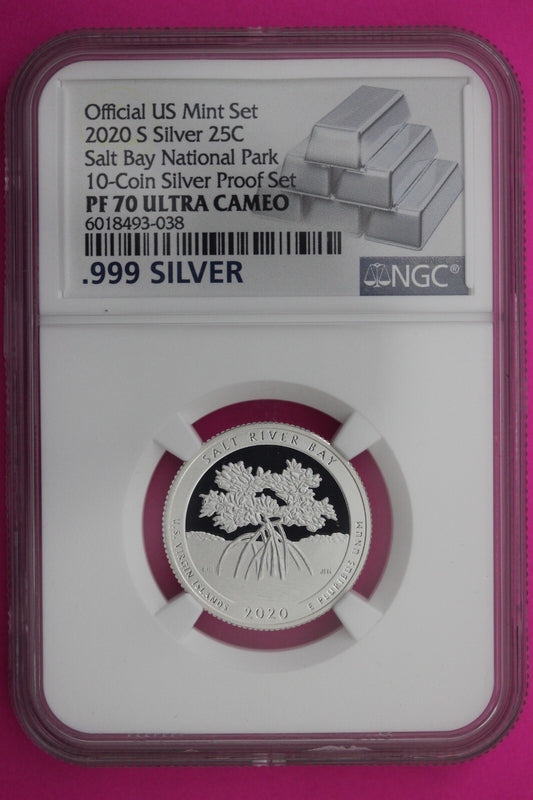 Official US Mint Set
2020 S Silver 25C
Salt Bay National Park
10-Coin Silver Proof Set
PF 70 ULTRA CAMEO
6018493-038
.999 SILVER
NGC®
SALT RIVER BAY
U.S. VIRGIN ISLANDS
2020
E PLURIBUS UNUM